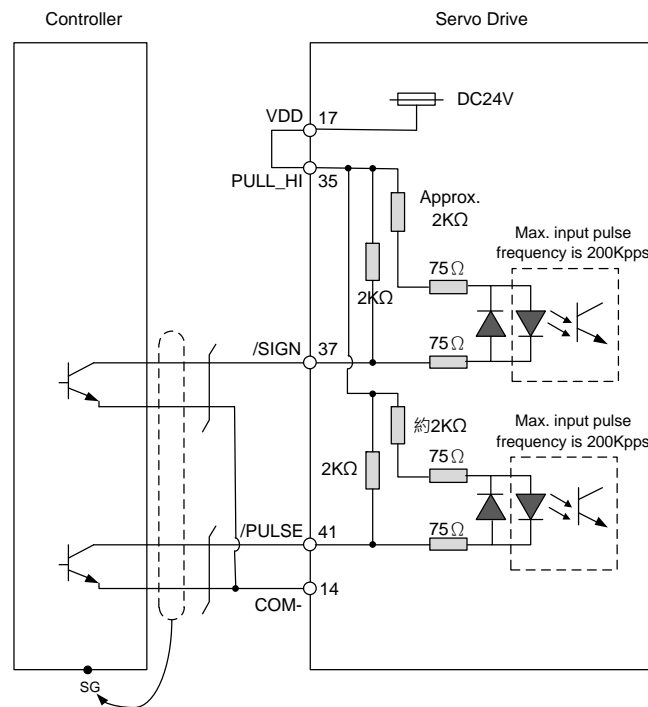 Controller
Servo Drive
DC24V
VDD
17
PULL_HI
35
Approx.
2KΩ
Max. input pulse
frequency is 200Kpps
75Ω
2KΩ
/SIGN
37
75Ω
約2KΩ
Max. input pulse
frequency is 200Kpps
75Ω
2KΩ
/PULSE
41
75Ω
14
COM-
SG